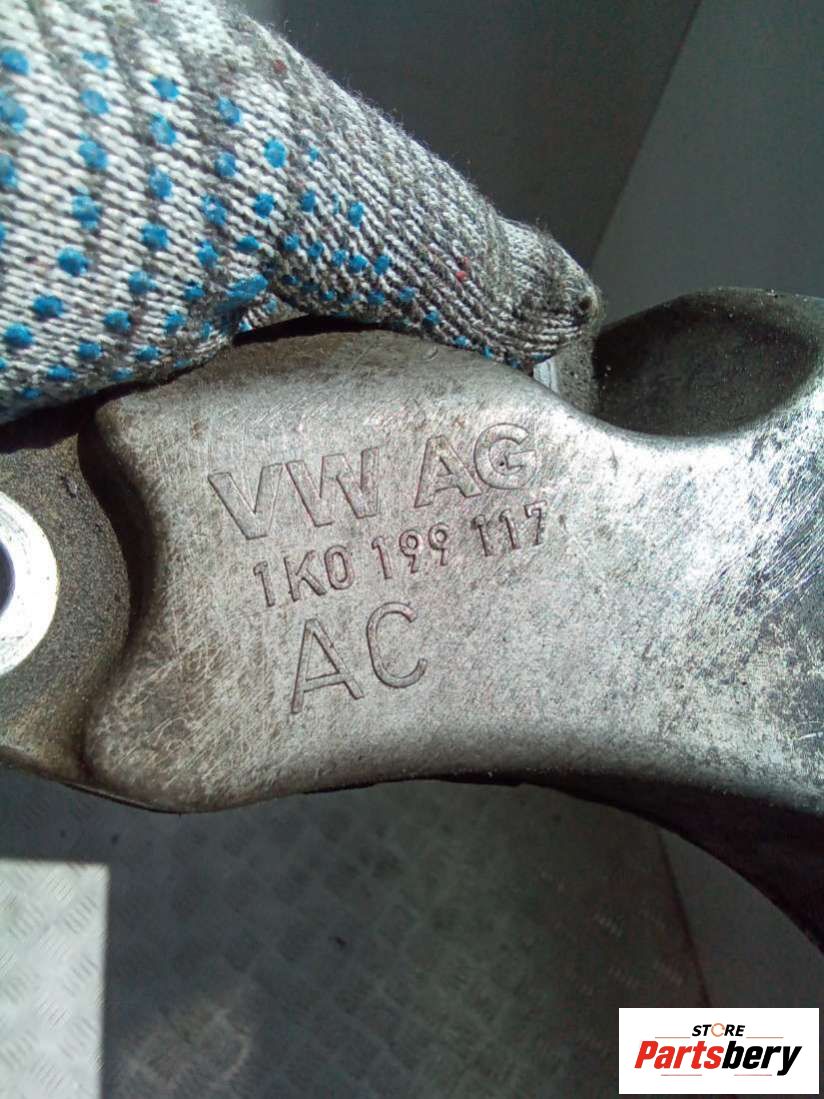 VW AG
1K0 199 117
AC
STORE
Partsbery